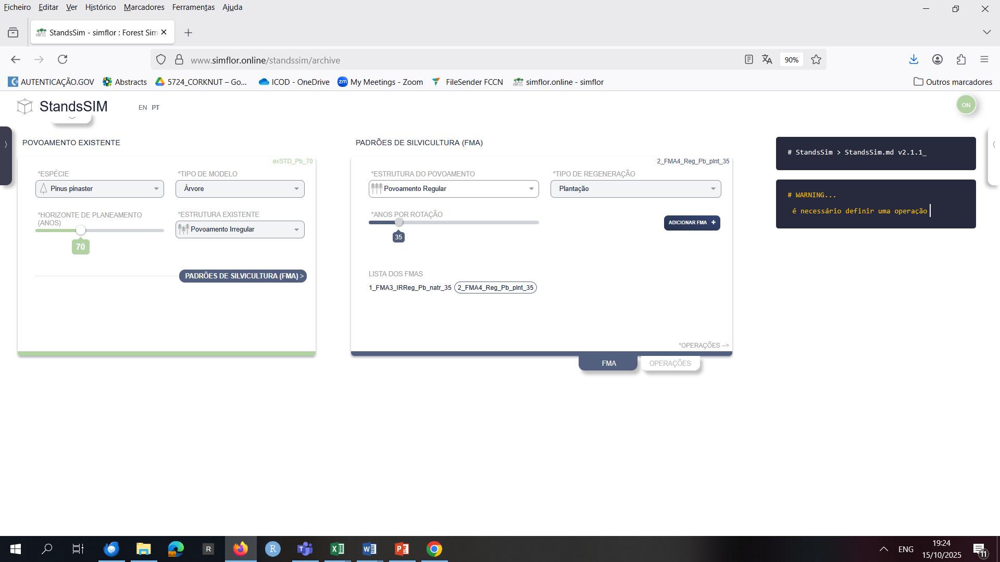 Ficheiro Editar Ver Histórico Marcadores Ferramentas Ajuda
StandsSim - simflor : Forest Sim
www.simflor.online/standssim/archive
90%
AUTENTICAÇÃO.GOV
Abstracts
5724_CORKNUT – Go...
ICOD - OneDrive
zm My Meetings - Zoom
FileSender FCCN
simflor.online - simflor
Outros marcadores
StandsSIM
EN PT
ON
POVOAMENTO EXISTENTE
exSTD_Pb_70
*ESPÉCIE
*TIPO DE MODELO
Pinus pinaster
Árvore
*HORIZONTE DE PLANEAMENTO
(ANOS)
*ESTRUTURA EXISTENTE
Povoamento Irregular
70
PADRÕES DE SILVICULTURA (FMA) >
PADRÕES DE SILVICULTURA (FMA)
2_FMA4_Reg_Pb_plnt_35
*ESTRUTURA DO POVOAMENTO
*TIPO DE REGENERAÇÃO
Povoamento Regular
Plantação
*ANOS POR ROTAÇÃO
35
ADICIONAR FMA +
LISTA DOS FMAS
1_FMA3_IRReg_Pb_natr_35
2_FMA4_Reg_Pb_plnt_35
*OPERAÇÕES -->
FMA
OPERAÇÕES
# StandsSim > StandsSim.md v2.1.1_
# WARNING...
é necessário definir uma operação
R
R
ENG
19:24
15/10/2025
11